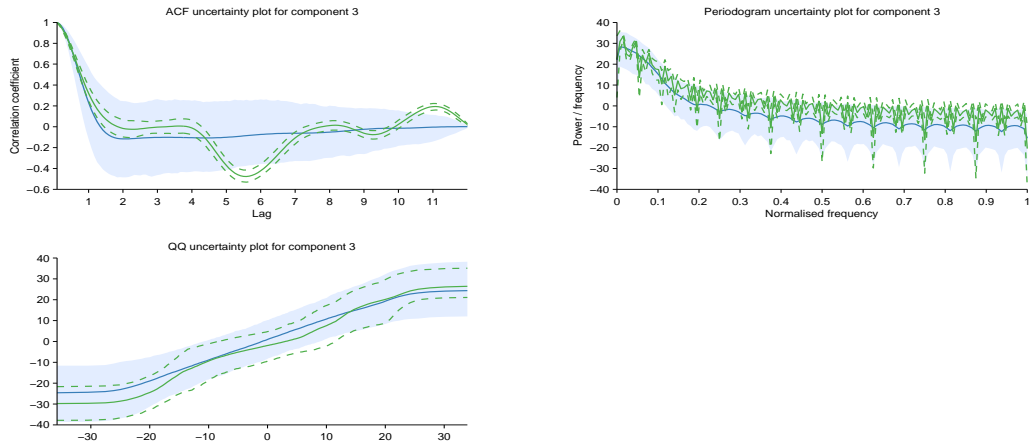 ACF uncertainty plot for component 3
1
0.8
0.6
0.4
0.2
0
−0.2
−0.4
−0.6
Correlation coefficient
1 2 3 4 5 6 7 8 9 10 11
Lag
Periodogram uncertainty plot for component 3
40
30
20
10
0
−10
−20
−30
−40
Power / frequency
0 0.1 0.2 0.3 0.4 0.5 0.6 0.7 0.8 0.9 1
Normalised frequency
QQ uncertainty plot for component 3
40
30
20
10
0
−10
−20
−30
−40
−30 −20 −10 0 10 20 30